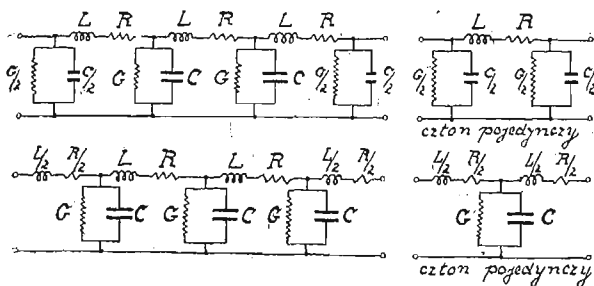 L R L R L R
G/2 C/2 G C G C G/2 C/2
L R
G/2 C/2 G/2 C/2
człon pojedynczy
L/2 R/2 L R L R L/2 R/2
G C G C G C
L/2 R/2 L/2 R/2
G C
człon pojedynczy